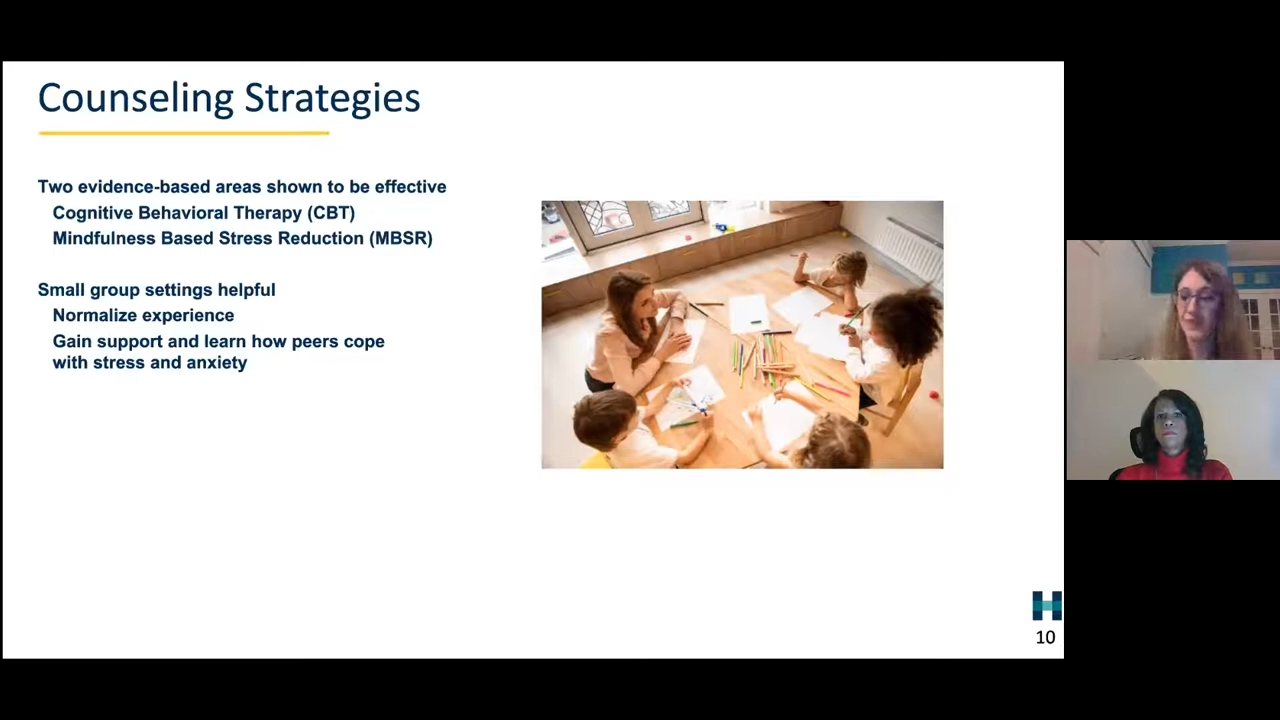 Counseling Strategies
Two evidence-based areas shown to be effective
Cognitive Behavioral Therapy (CBT)
Mindfulness Based Stress Reduction (MBSR)
Small group settings helpful
Normalize experience
Gain support and learn how peers cope
with stress and anxiety
H
10